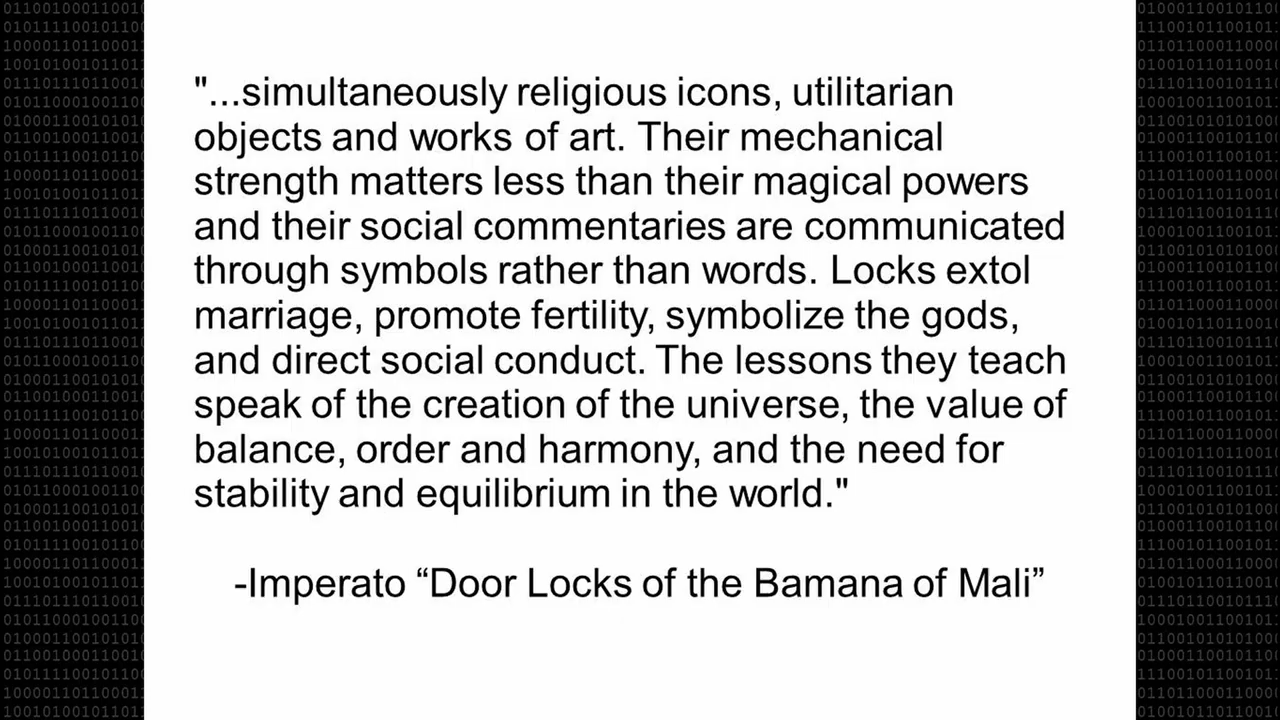 "...simultaneously religious icons, utilitarian
objects and works of art. Their mechanical
strength matters less than their magical powers
and their social commentaries are communicated
through symbols rather than words. Locks extol
marriage, promote fertility, symbolize the gods,
and direct social conduct. The lessons they teach
speak of the creation of the universe, the value of
balance, order and harmony, and the need for
stability and equilibrium in the world."
-Imperato “Door Locks of the Bamana of Mali”